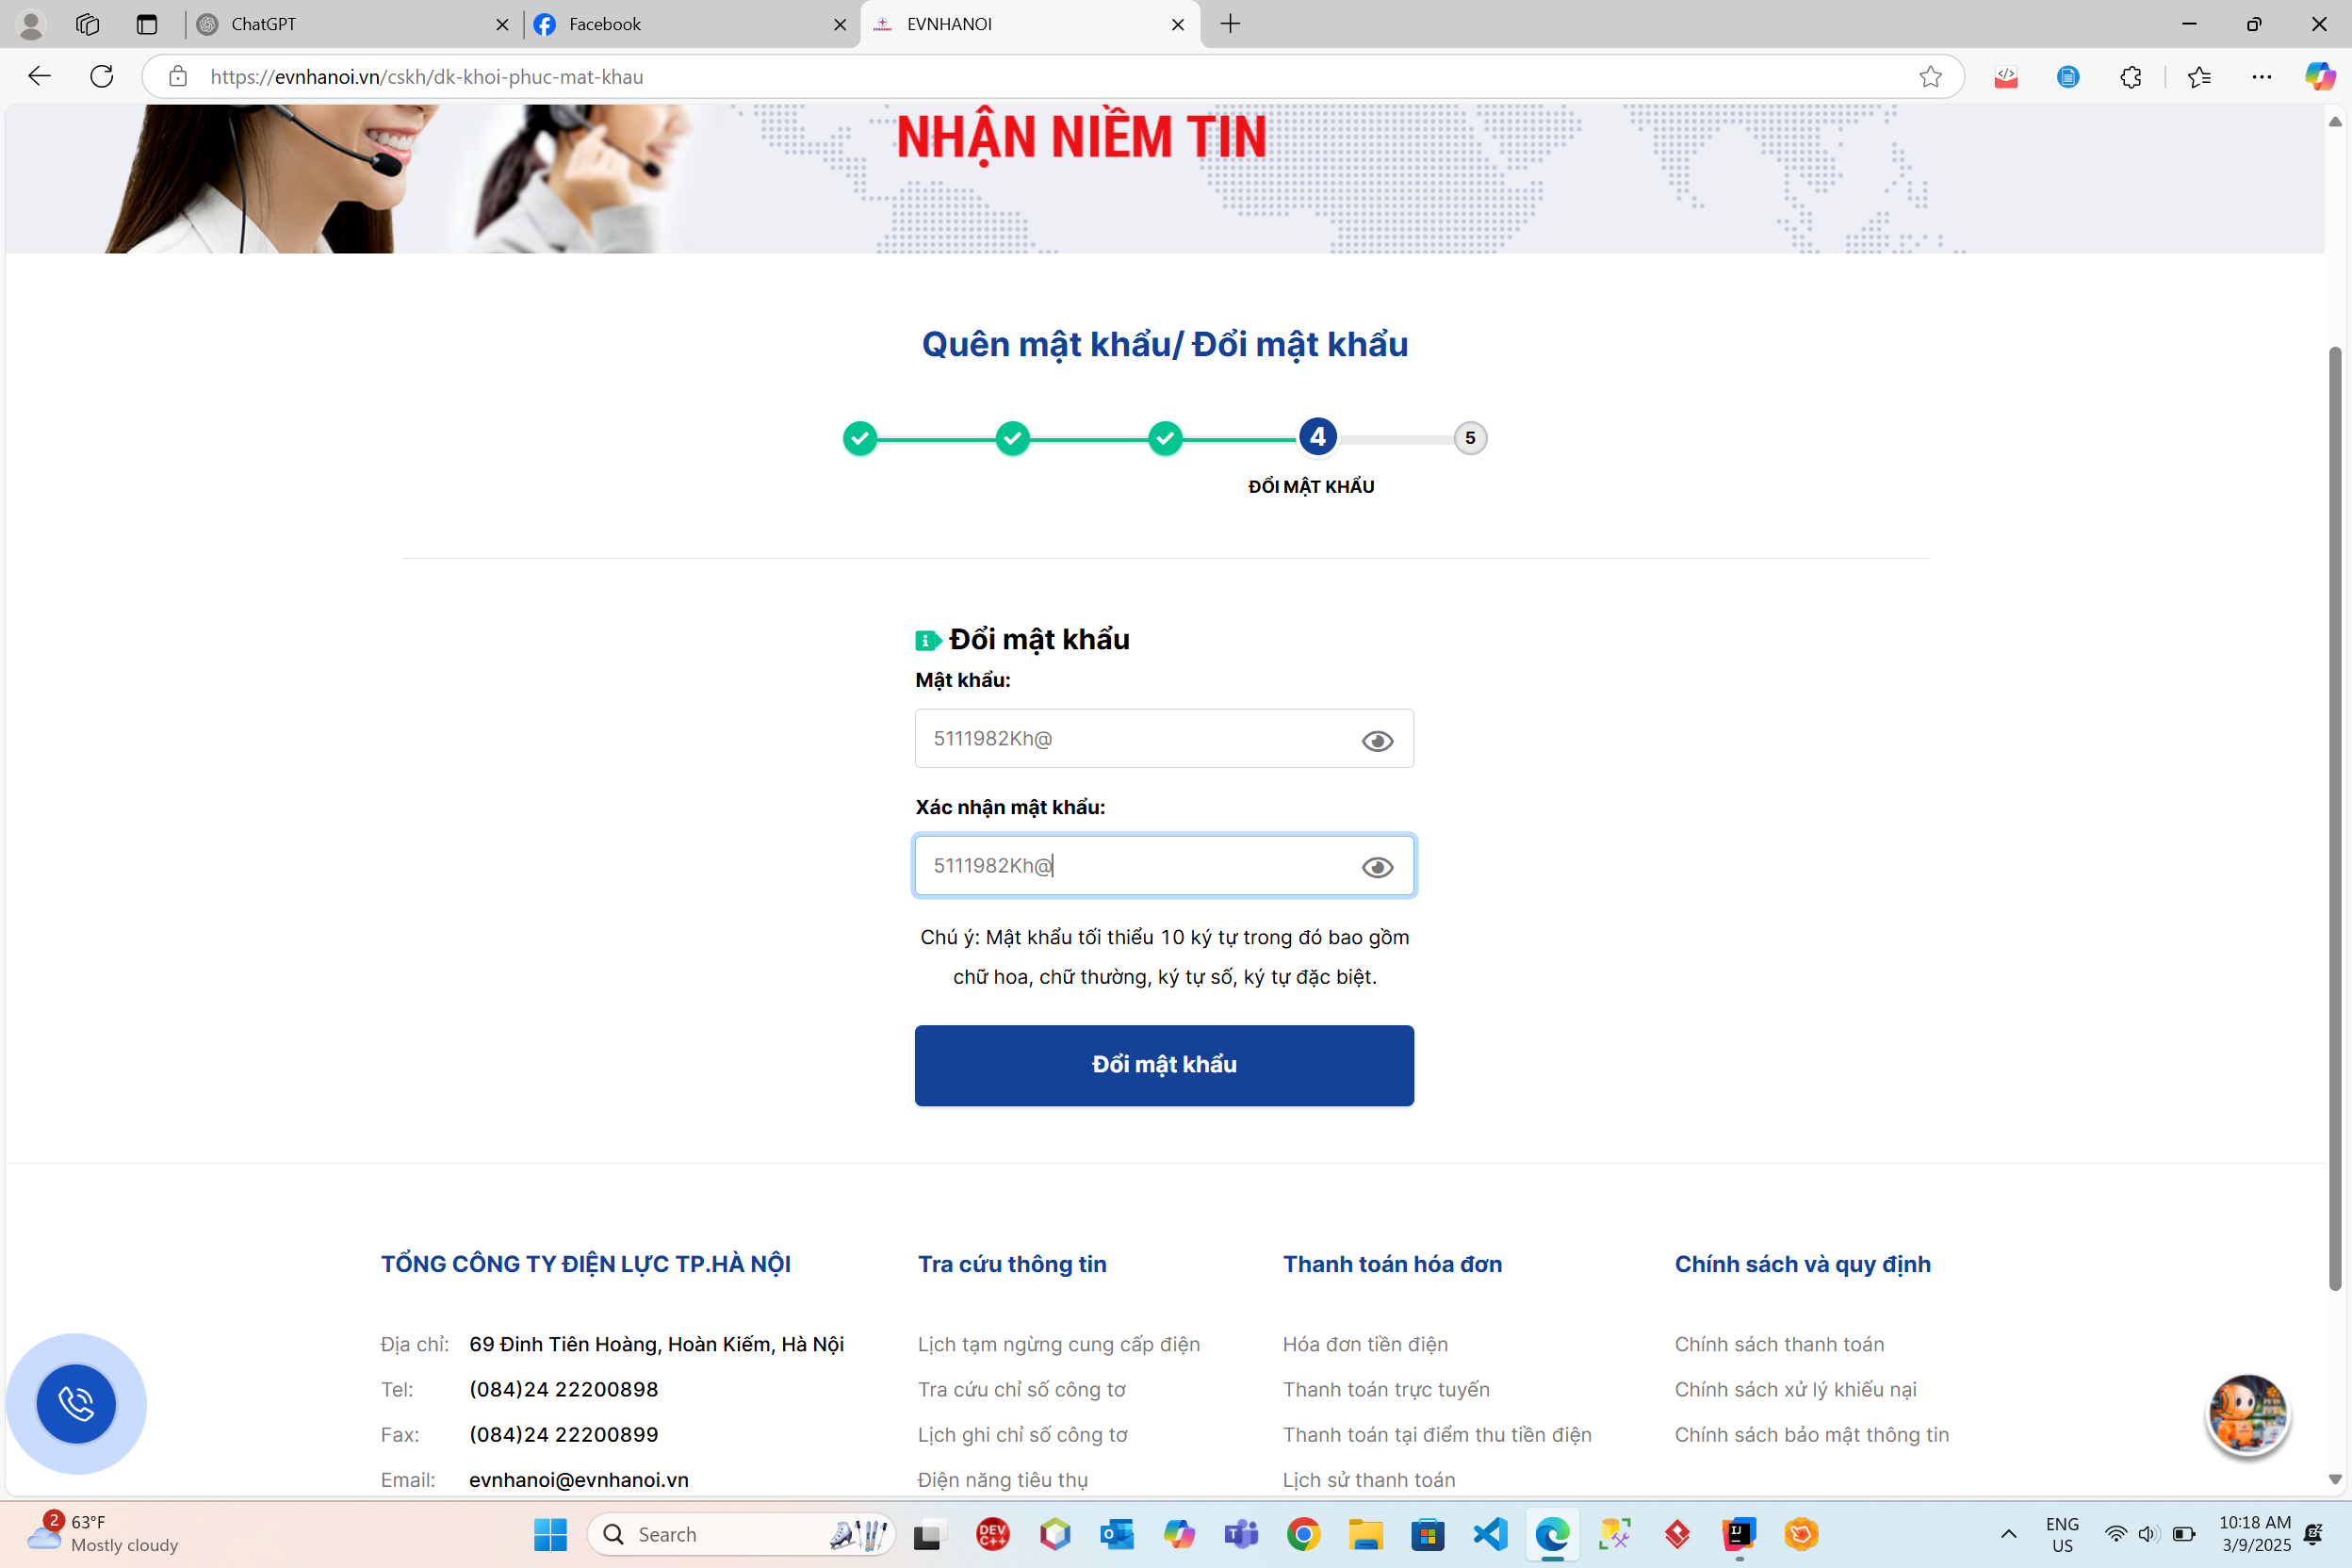 ChatGPT
Facebook
EVNHANOI
https://evnhanoi.vn/cskh/dk-khoi-phuc-mat-khau
NHẬN NIỀM TIN
Quên mật khẩu/ Đổi mật khẩu
4
5
ĐỔI MẬT KHẨU
Đổi mật khẩu
Mật khẩu:
5111982Kh@
Xác nhận mật khẩu:
5111982Kh@
Chú ý: Mật khẩu tối thiểu 10 ký tự trong đó bao gồm
chữ hoa, chữ thường, ký tự số, ký tự đặc biệt.
Đổi mật khẩu
TỔNG CÔNG TY ĐIỆN LỰC TP.HÀ NỘI
Địa chỉ: 69 Đinh Tiên Hoàng, Hoàn Kiếm, Hà Nội
Tel: (084)24 22200898
Fax: (084)24 22200899
Email: evnhanoi@evnhanoi.vn
Tra cứu thông tin
Lịch tạm ngừng cung cấp điện
Tra cứu chỉ số công tơ
Lịch ghi chỉ số công tơ
Điện năng tiêu thụ
Thanh toán hóa đơn
Hóa đơn tiền điện
Thanh toán trực tuyến
Thanh toán tại điểm thu tiền điện
Lịch sử thanh toán
Chính sách và quy định
Chính sách thanh toán
Chính sách xử lý khiếu nại
Chính sách bảo mật thông tin
2
63°F
Mostly cloudy
Search
DEV
C++
ENG
US
10:18 AM
3/9/2025